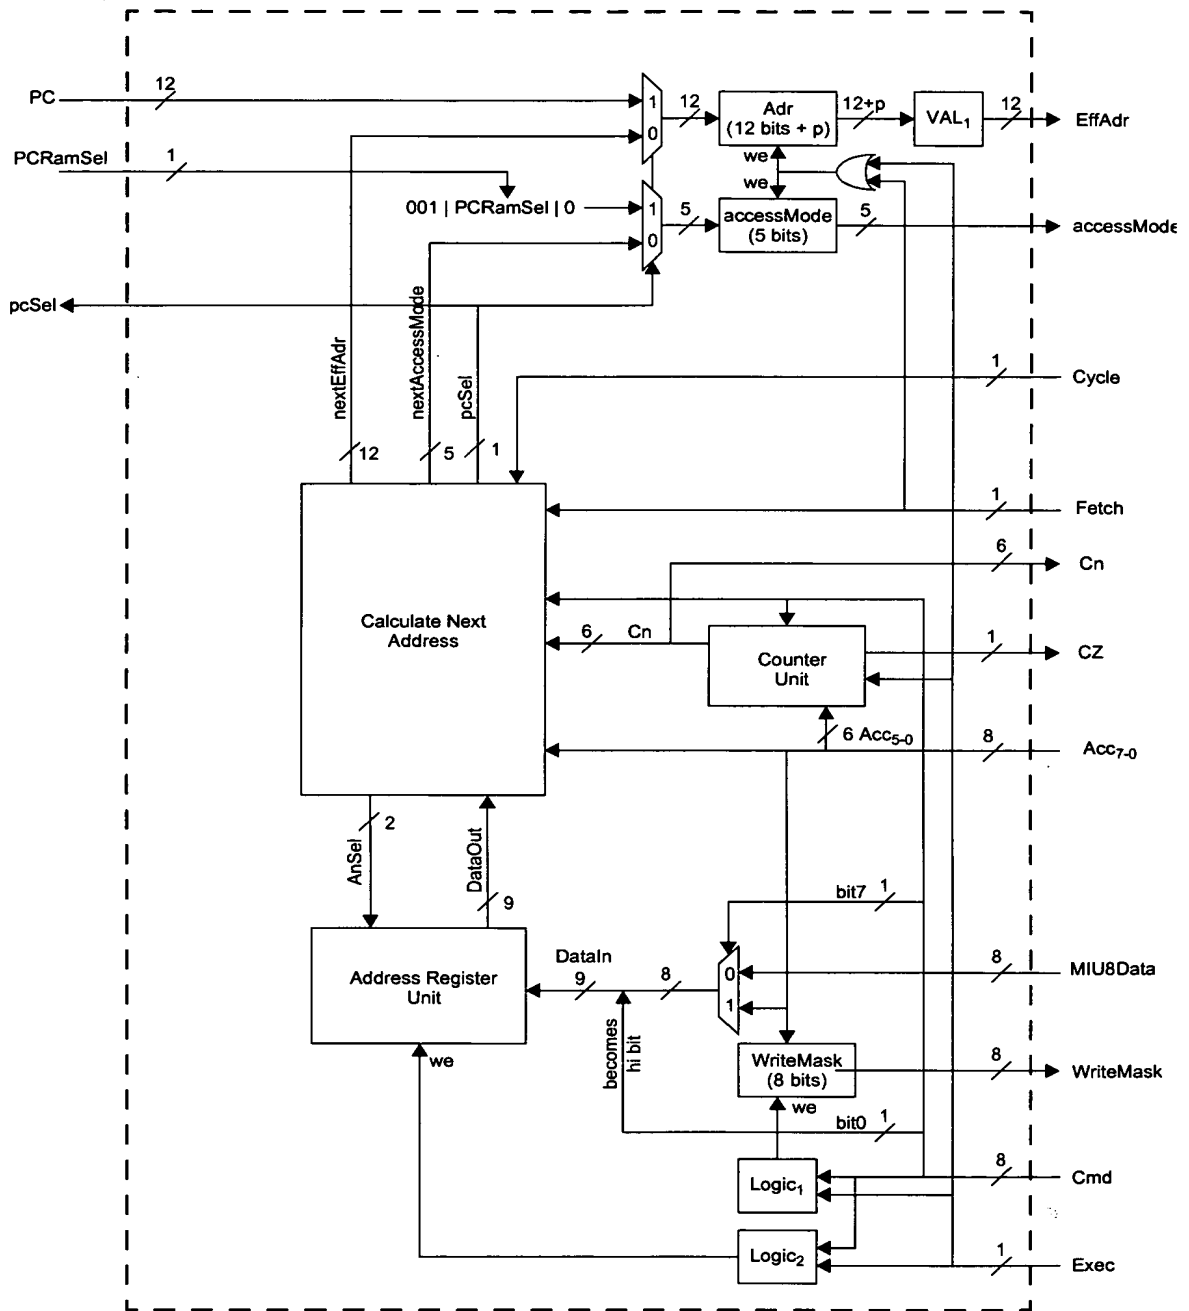 PC
12
1
0
12
Adr
(12 bits + p)
12+p
VAL1
12
EffAdr
PCRamSel
1
we
we
001 | PCRamSel | 0
1
0
5
accessMode
(5 bits)
5
accessMode
pcSel
nextEffAdr
nextAccessMode
pcSel
12
5
1
1
Cycle
1
Fetch
6
Cn
Calculate Next
Address
6
Cn
Counter
Unit
1
CZ
6 Acc5-0
8
Acc7-0
2
AnSel
DataOut
9
bit7
1
Address Register
Unit
DataIn
9
8
0
1
8
MIU8Data
we
becomes
hi bit
WriteMask
(8 bits)
8
WriteMask
we
bit0
1
Logic1
8
Cmd
Logic2
1
Exec